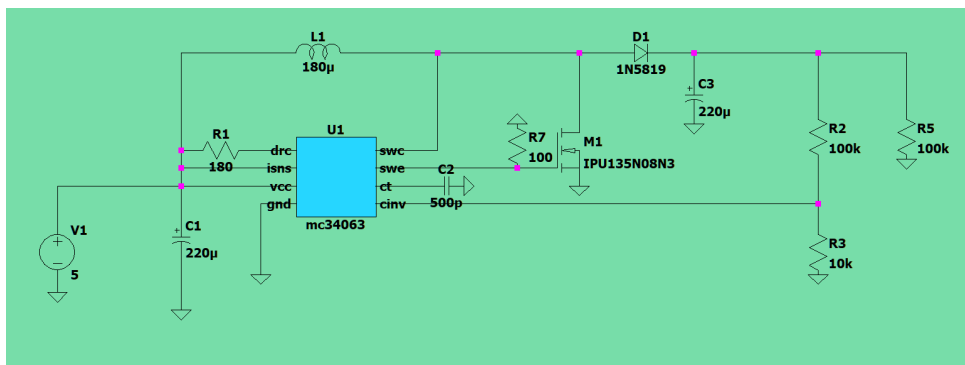 L1
180µ
D1
1N5819
+
C3
220µ
R1
180
U1
drc
isns
vcc
gnd
swc
swe
ct
cinv
mc34063
R7
100
M1
IPU135N08N3
C2
500p
R2
100k
R5
100k
V1
+
−
5
+
C1
220µ
R3
10k